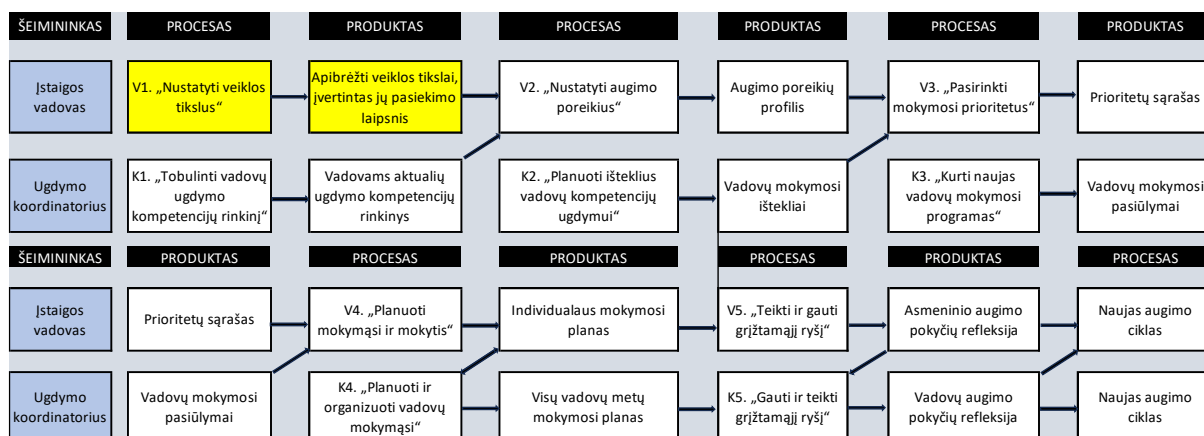 ŠEIMININKAS PROCESAS PRODUKTAS PROCESAS PRODUKTAS PROCESAS PRODUKTAS
Įstaigos
vadovas
V1. „Nustatyti veiklos
tikslus“
Apibrėžti veiklos tikslai,
įvertintas jų pasiekimo
laipsnis
V2. „Nustatyti augimo
poreikius“
Augimo poreikių
profilis
V3. „Pasirinkti
mokymosi prioritetus“
Prioritetų sąrašas
Ugdymo
koordinatorius
K1. „Tobulinti vadovų
ugdymo
kompetencijų rinkinį“
Vadovams aktualių
ugdymo kompetencijų
rinkinys
K2. „Planuoti išteklius
vadovų kompetencijų
ugdymui“
Vadovų mokymosi
ištekliai
K3. „Kurti naujas
vadovų mokymosi
programas“
Vadovų mokymosi
pasiūlymai
ŠEIMININKAS PRODUKTAS PROCESAS PRODUKTAS PROCESAS PRODUKTAS PRODUKTAS
Įstaigos
vadovas
Prioritetų sąrašas
V4. „Planuoti
mokymąsi ir mokytis“
Individualaus mokymosi
planas
V5. „Teikti ir gauti
grįžtamąjį ryšį“
Asmeninio augimo
pokyčių refleksija
Naujas augimo
ciklas
Ugdymo
koordinatorius
Vadovų mokymosi
pasiūlymai
K4. „Planuoti ir
organizuoti vadovų
mokymąsi“
Visų vadovų metų
mokymosi planas
K5. „Gauti ir teikti
grįžtamąjį ryšį“
Vadovų augimo
pokyčių refleksija
Naujas augimo
ciklas